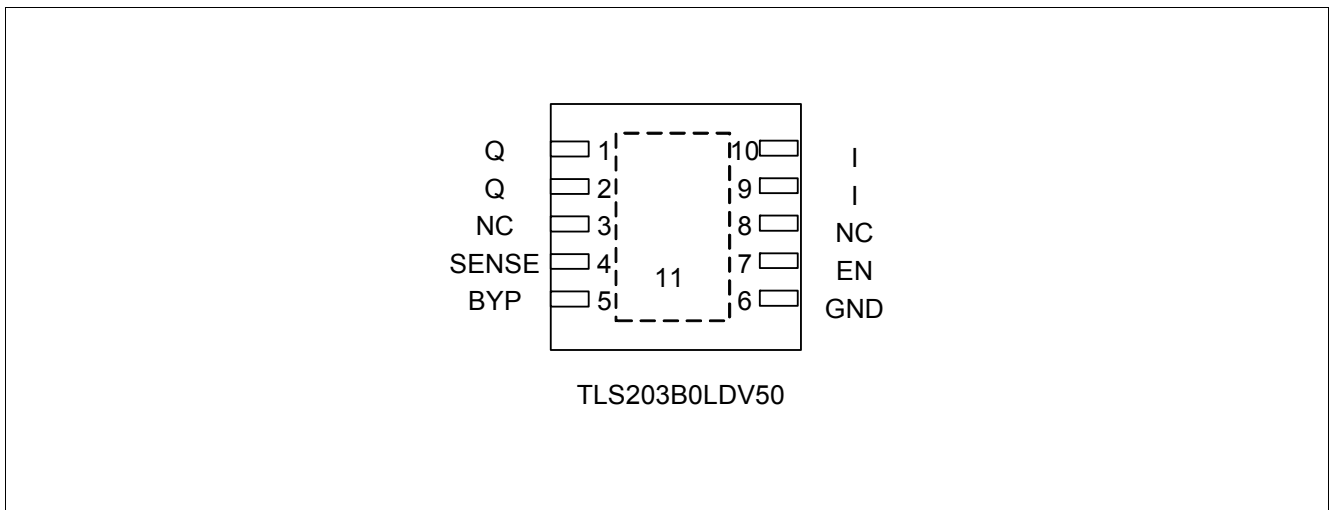 Q 1 10 I
Q 2 9 I
NC 3 8 NC
SENSE 4 7 EN
BYP 5 11 6 GND
TLS203B0LDV50